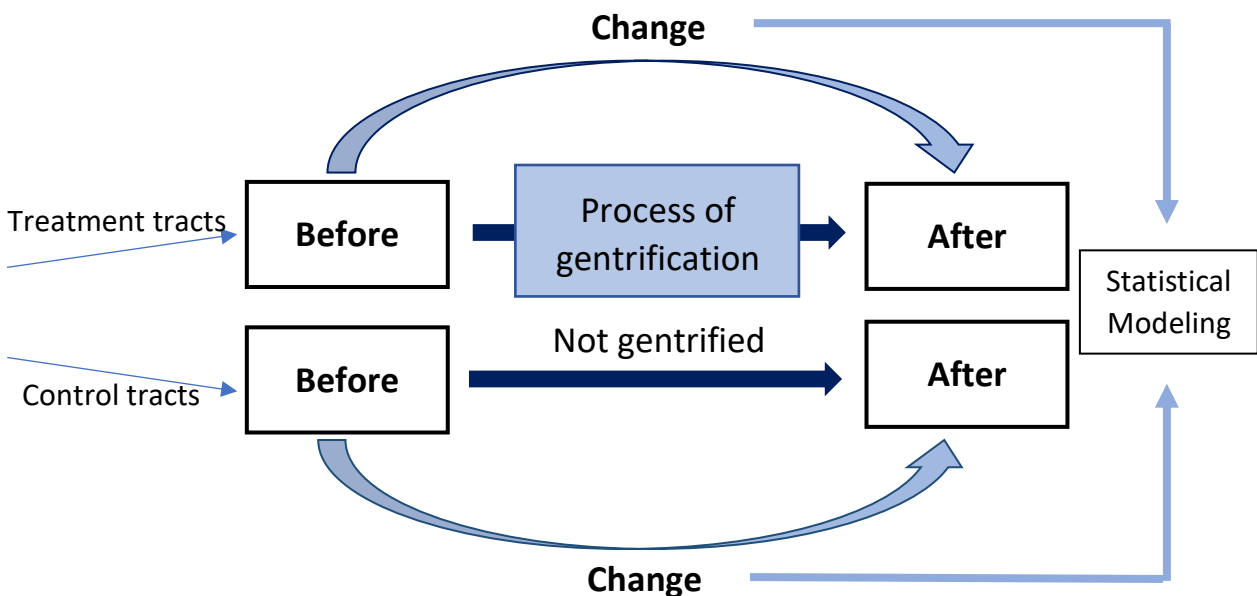 Change
Treatment tracts
Before
Process of
gentrification
After
Statistical
Modeling
Control tracts
Before
Not gentrified
After
Change